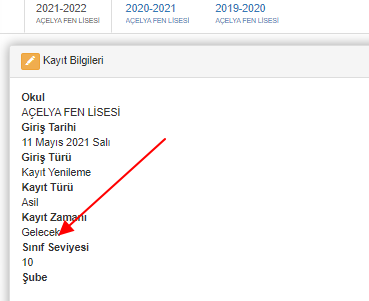 2021-2022
AÇELYA FEN LİSESİ
2020-2021
AÇELYA FEN LİSESİ
2019-2020
AÇELYA FEN LİSESİ
Kayıt Bilgileri
Okul
AÇELYA FEN LİSESİ
Giriş Tarihi
11 Mayıs 2021 Salı
Giriş Türü
Kayıt Yenileme
Kayıt Türü
Asil
Kayıt Zamanı
Gelecek
Sınıf Seviyesi
10
Şube